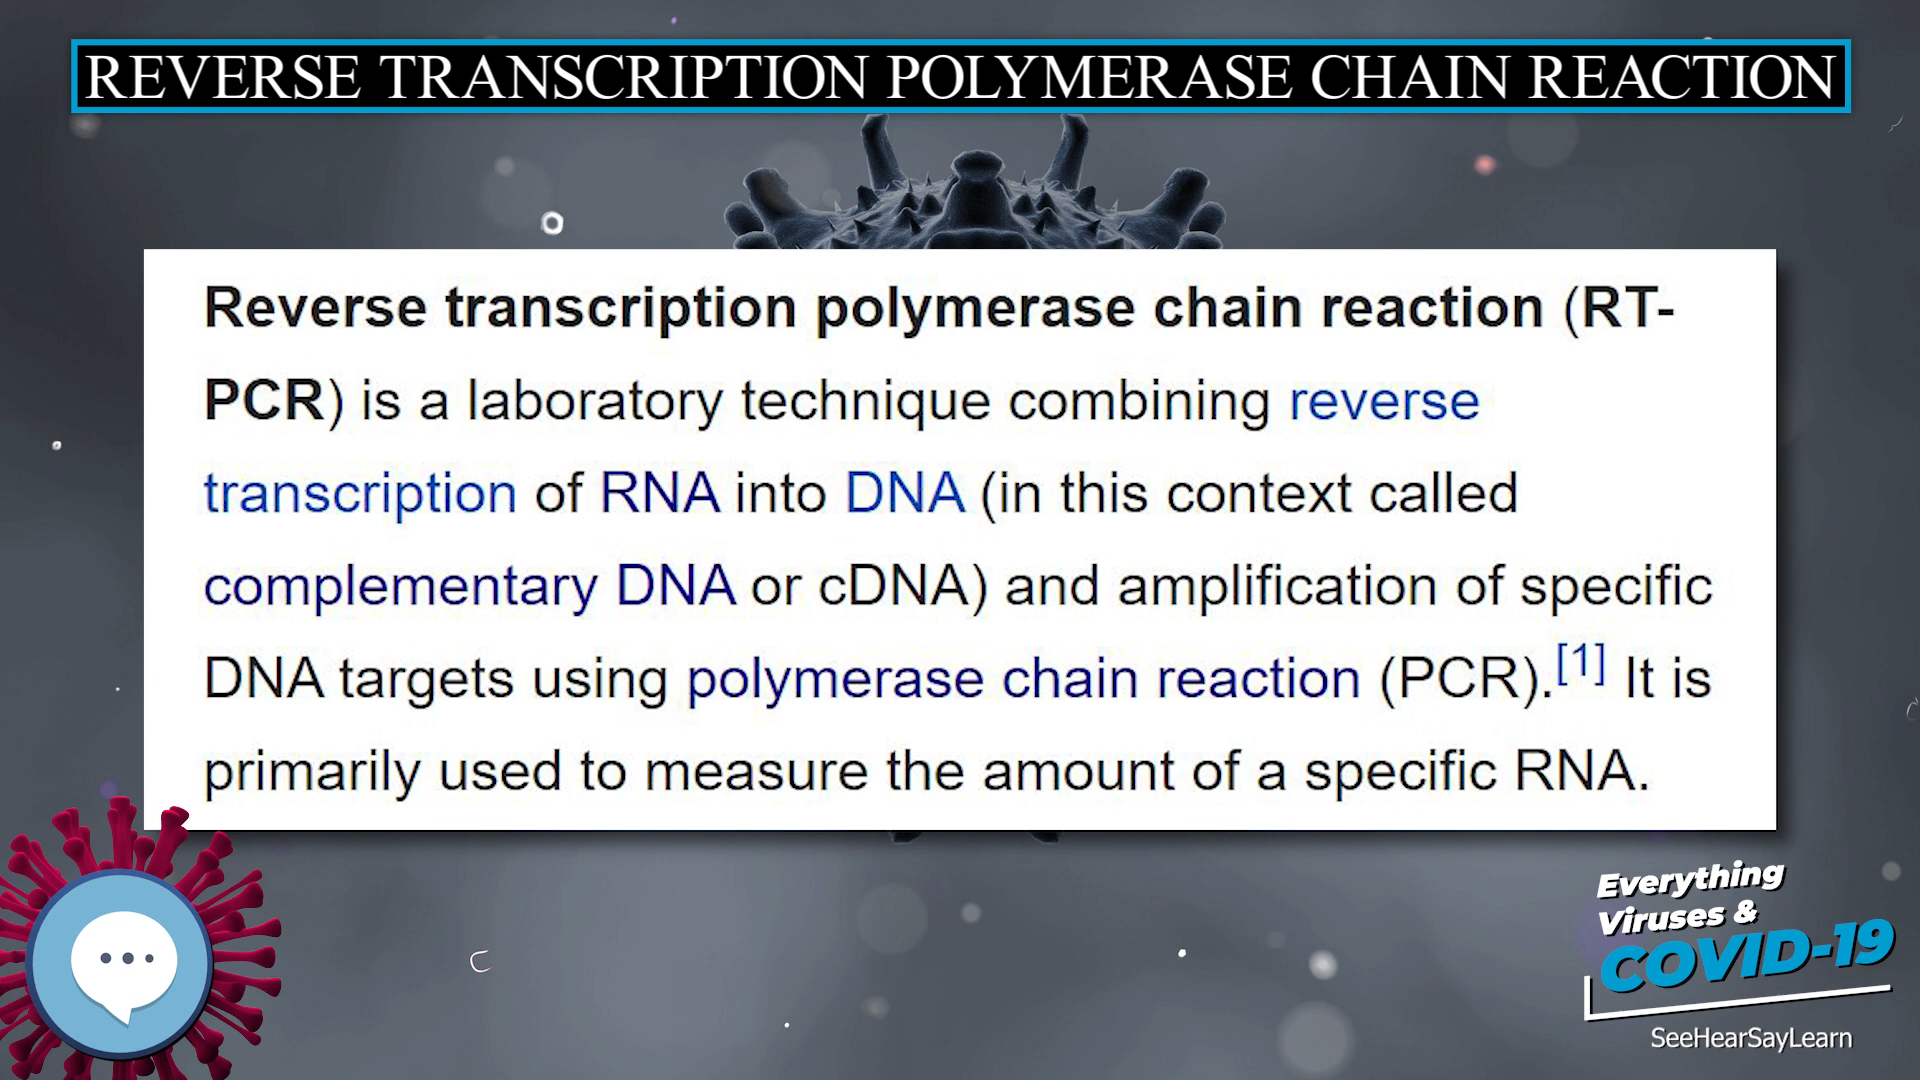 REVERSE TRANSCRIPTION POLYMERASE CHAIN REACTION
Reverse transcription polymerase chain reaction (RT-
PCR) is a laboratory technique combining reverse
transcription of RNA into DNA (in this context called
complementary DNA or cDNA) and amplification of specific
DNA targets using polymerase chain reaction (PCR).[1] It is
primarily used to measure the amount of a specific RNA.
Everything
Viruses &
COVID-19
SeeHearSayLearn